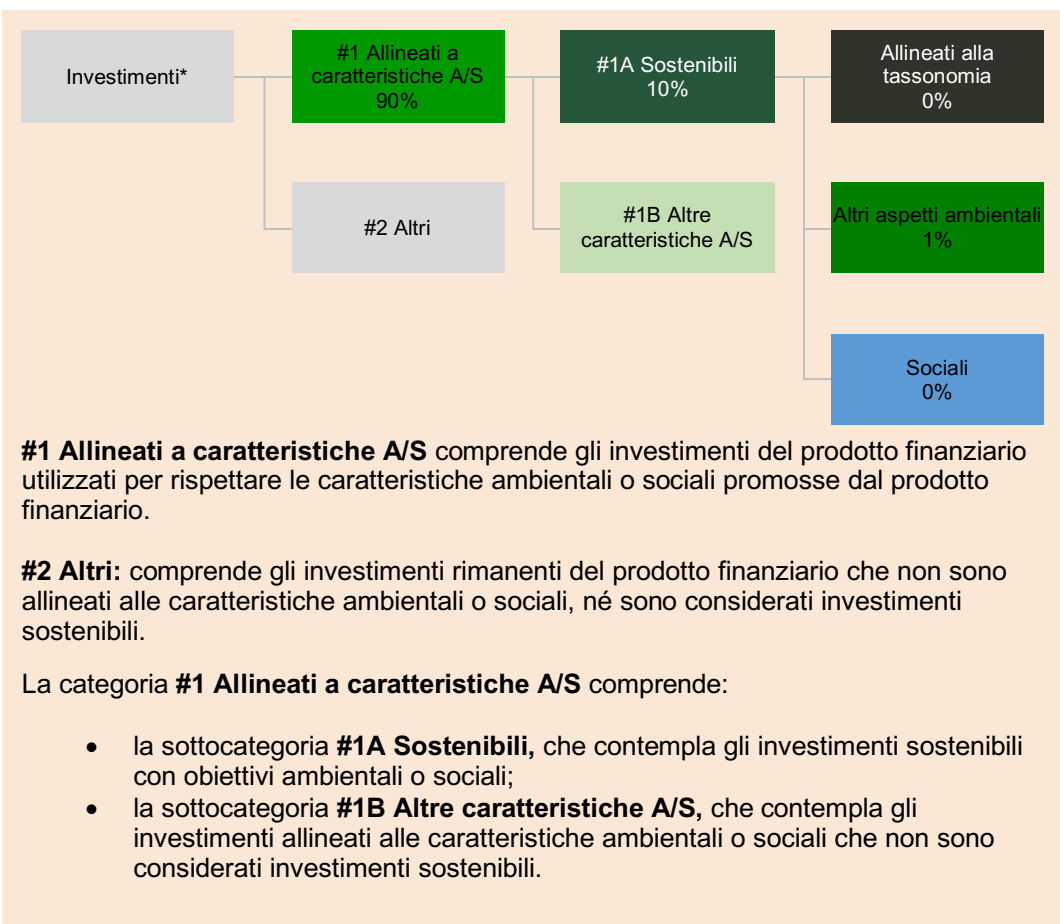 Investimenti*
#1 Allineati a
caratteristiche A/S
90%
#1A Sostenibili
10%
Allineati alla
tassonomia
0%
#2 Altri
#1B Altre
caratteristiche A/S
Altri aspetti ambientali
1%
Sociali
0%
#1 Allineati a caratteristiche A/S comprende gli investimenti del prodotto finanziario
utilizzati per rispettare le caratteristiche ambientali o sociali promosse dal prodotto
finanziario.
#2 Altri: comprende gli investimenti rimanenti del prodotto finanziario che non sono
allineati alle caratteristiche ambientali o sociali, né sono considerati investimenti
sostenibili.
La categoria #1 Allineati a caratteristiche A/S comprende:
• la sottocategoria #1A Sostenibili, che contempla gli investimenti sostenibili
con obiettivi ambientali o sociali;
• la sottocategoria #1B Altre caratteristiche A/S, che contempla gli
investimenti allineati alle caratteristiche ambientali o sociali che non sono
considerati investimenti sostenibili.